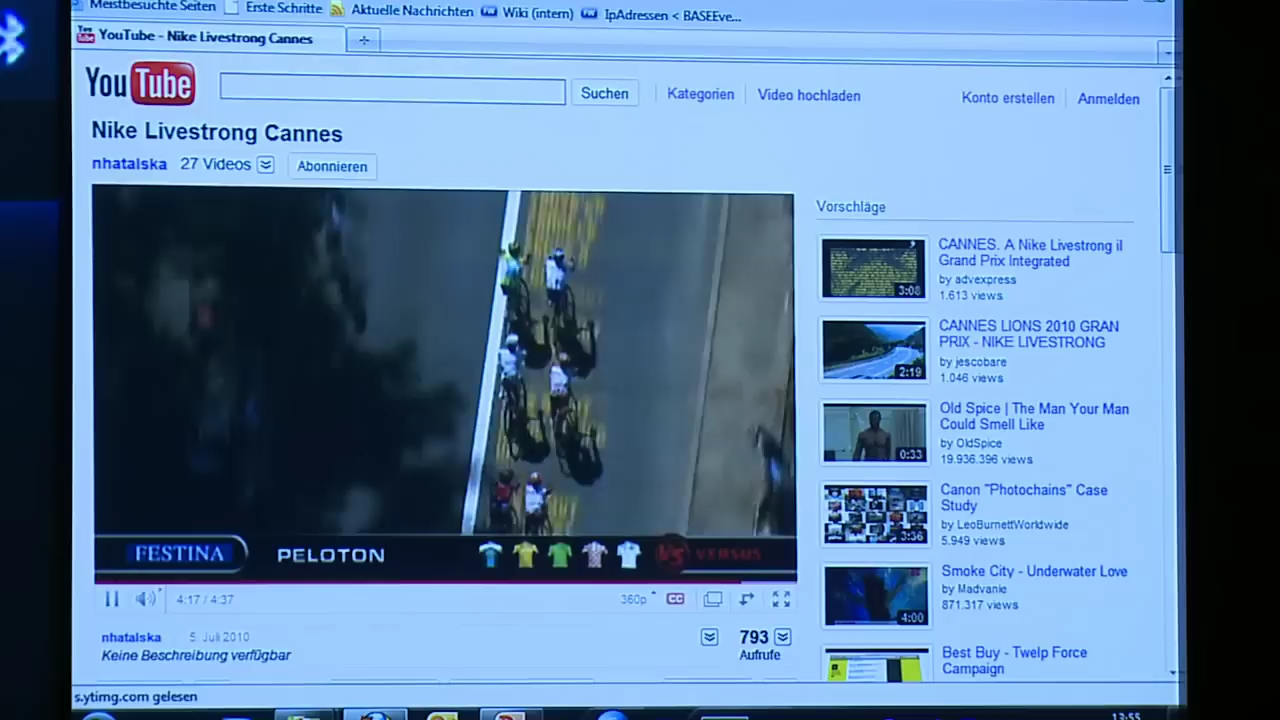 Meistbesuchte Seiten Erste Schritte Aktuelle Nachrichten Wiki (intern) IpAdressen < BASEEve...
YouTube - Nike Livestrong Cannes
YouTube Suchen Kategorien Video hochladen Konto erstellen Anmelden
Nike Livestrong Cannes
nhatalska 27 Videos Abonnieren
FESTINA PELOTON VS VERSUS
4:17 / 4:37 360p CC
nhatalska 5. Juli 2010 793
Keine Beschreibung verfügbar Aufrufe
Vorschläge
CANNES. A Nike Livestrong il
Grand Prix Integrated
by advexpress
1.613 views
3:08
CANNES LIONS 2010 GRAN
PRIX - NIKE LIVESTRONG
by jescobare
1.046 views
2:19
Old Spice | The Man Your Man
Could Smell Like
by OldSpice
19.936.396 views
0:33
Canon "Photochains" Case
Study
by LeoBurnettWorldwide
5.949 views
3:36
Smoke City - Underwater Love
by Madvanie
871.317 views
4:00
Best Buy - Twelp Force
Campaign
s.ytimg.com gelesen
13:55